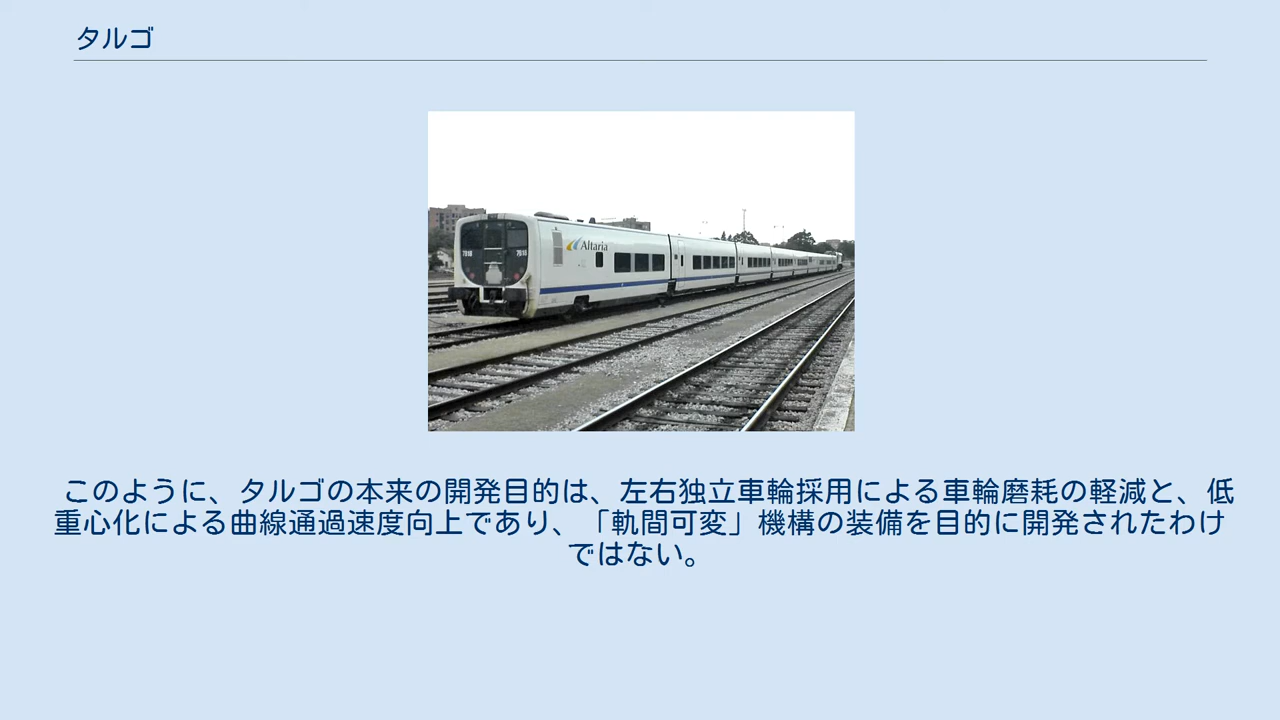 タルゴ
Altaria
7918
7918
このように、タルゴの本来の開発目的は、左右独立車輪採用による車輪磨耗の軽減と、低
重心化による曲線通過速度向上であり、「軌間可変」機構の装備を目的に開発されたわけ
ではない。